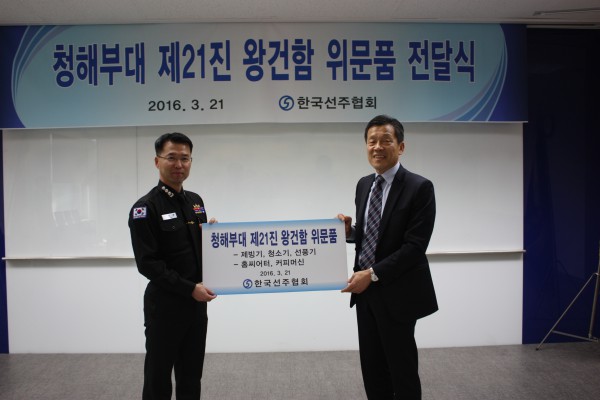 청해부대 제21진 왕건함 위문품 전달식
2016. 3. 21 한국선주협회
청해부대 제21진 왕건함 위문품
- 제빙기, 청소기, 선풍기
- 홈씨어터, 커피머신
2016. 3. 21
한국선주협회